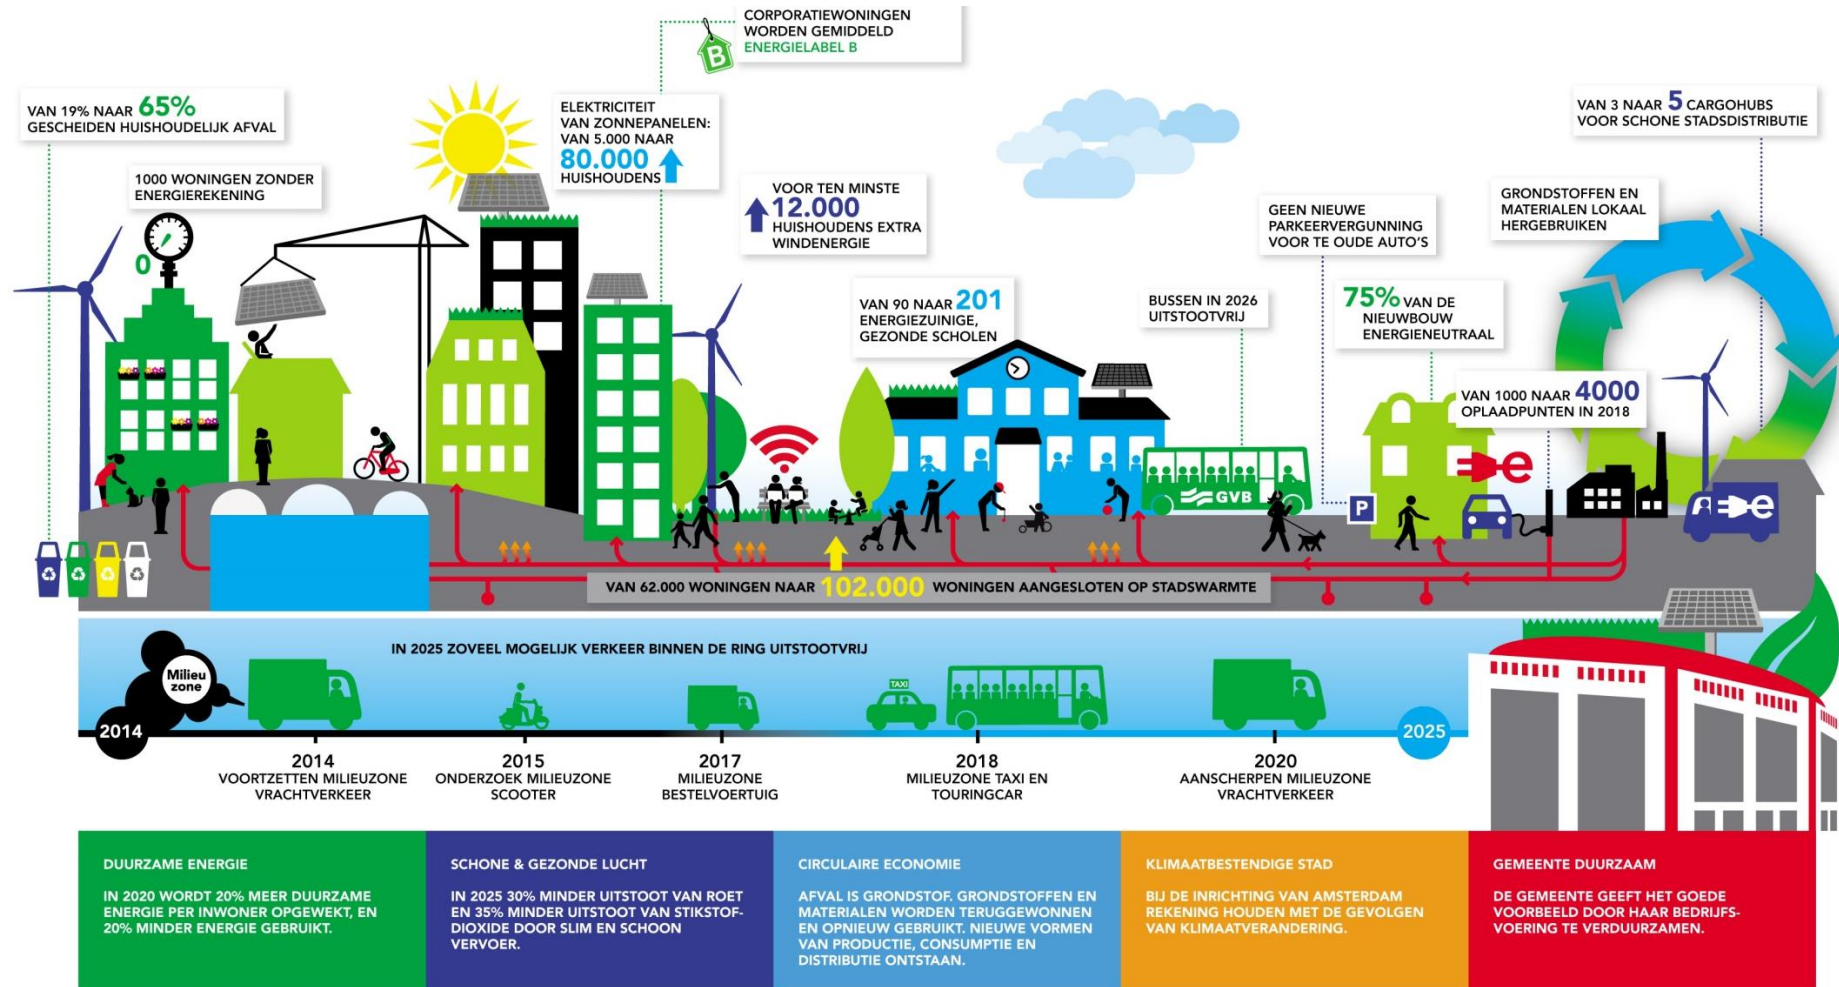 CORPORATIEWONINGEN
WORDEN GEMIDDELD
ENERGIELABEL B
B
VAN 19% NAAR 65%
GESCHEIDEN HUISHOUDELIJK AFVAL
1000 WONINGEN ZONDER
ENERGIEREKENING
0
ELEKTRICITEIT
VAN ZONNEPANELEN:
VAN 5.000 NAAR
80.000
HUISHOUDENS
VOOR TEN MINSTE
12.000
HUISHOUDENS EXTRA
WINDENERGIE
VAN 90 NAAR 201
ENERGIEZUINIGE,
GEZONDE SCHOLEN
BUSSEN IN 2026
UITSTOOTVRIJ
GEEN NIEUWE
PARKEERVERGUNNING
VOOR TE OUDE AUTO'S
75% VAN DE
NIEUWBOUW
ENERGIENEUTRAAL
VAN 3 NAAR 5 CARGOHUBS
VOOR SCHONE STADSDISTRIBUTIE
GRONDSTOFFEN EN
MATERIALEN LOKAAL
HERGEBRUIKEN
VAN 1000 NAAR 4000
OPLAADPUNTEN IN 2018
GVB
P
e
e
VAN 62.000 WONINGEN NAAR 102.000 WONINGEN AANGESLOTEN OP STADSWARMTE
IN 2025 ZOVEEL MOGELIJK VERKEER BINNEN DE RING UITSTOOTVRIJ
Milieu
zone
TAXI
2014
2025
2014
VOORTZETTEN MILIEUZONE
VRACHTVERKEER
2015
ONDERZOEK MILIEUZONE
SCOOTER
2017
MILIEUZONE
BESTELVOERTUIG
2018
MILIEUZONE TAXI EN
TOURINGCAR
2020
AANSCHERPEN MILIEUZONE
VRACHTVERKEER
DUURZAME ENERGIE
IN 2020 WORDT 20% MEER DUURZAME
ENERGIE PER INWONER OPGEWEKT, EN
20% MINDER ENERGIE GEBRUIKT.
SCHONE & GEZONDE LUCHT
IN 2025 30% MINDER UITSTOOT VAN ROET
EN 35% MINDER UITSTOOT VAN STIKSTOF-
DIOXIDE DOOR SLIM EN SCHOON
VERVOER.
CIRCULAIRE ECONOMIE
AFVAL IS GRONDSTOF. GRONDSTOFFEN EN
MATERIALEN WORDEN TERUGGEWONNEN
EN OPNIEUW GEBRUIKT. NIEUWE VORMEN
VAN PRODUCTIE, CONSUMPTIE EN
DISTRIBUTIE ONTSTAAN.
KLIMAATBESTENDIGE STAD
BIJ DE INRICHTING VAN AMSTERDAM
REKENING HOUDEN MET DE GEVOLGEN
VAN KLIMAATVERANDERING.
GEMEENTE DUURZAAM
DE GEMEENTE GEEFT HET GOEDE
VOORBEELD DOOR HAAR BEDRIJFS-
VOERING TE VERDUURZAMEN.